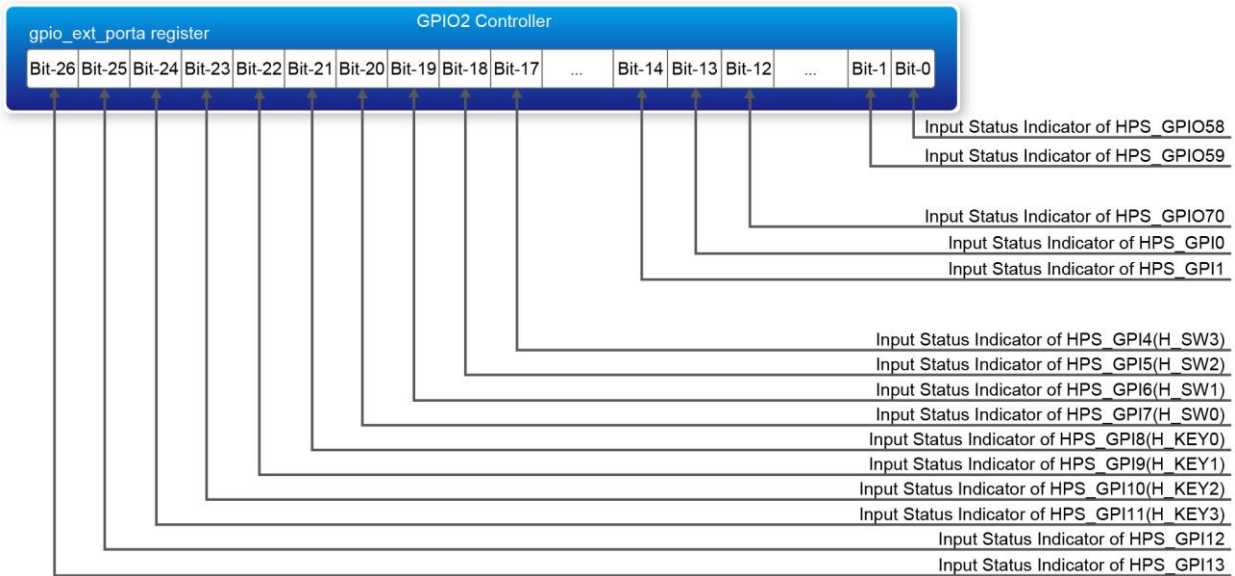 GPIO2 Controller
gpio_ext_porta register
Bit-26 Bit-25 Bit-24 Bit-23 Bit-22 Bit-21 Bit-20 Bit-19 Bit-18 Bit-17 ... Bit-14 Bit-13 Bit-12 ... Bit-1 Bit-0
Input Status Indicator of HPS_GPIO58
Input Status Indicator of HPS_GPIO59
Input Status Indicator of HPS_GPIO70
Input Status Indicator of HPS_GPI0
Input Status Indicator of HPS_GPI1
Input Status Indicator of HPS_GPI4(H_SW3)
Input Status Indicator of HPS_GPI5(H_SW2)
Input Status Indicator of HPS_GPI6(H_SW1)
Input Status Indicator of HPS_GPI7(H_SW0)
Input Status Indicator of HPS_GPI8(H_KEY0)
Input Status Indicator of HPS_GPI9(H_KEY1)
Input Status Indicator of HPS_GPI10(H_KEY2)
Input Status Indicator of HPS_GPI11(H_KEY3)
Input Status Indicator of HPS_GPI12
Input Status Indicator of HPS_GPI13